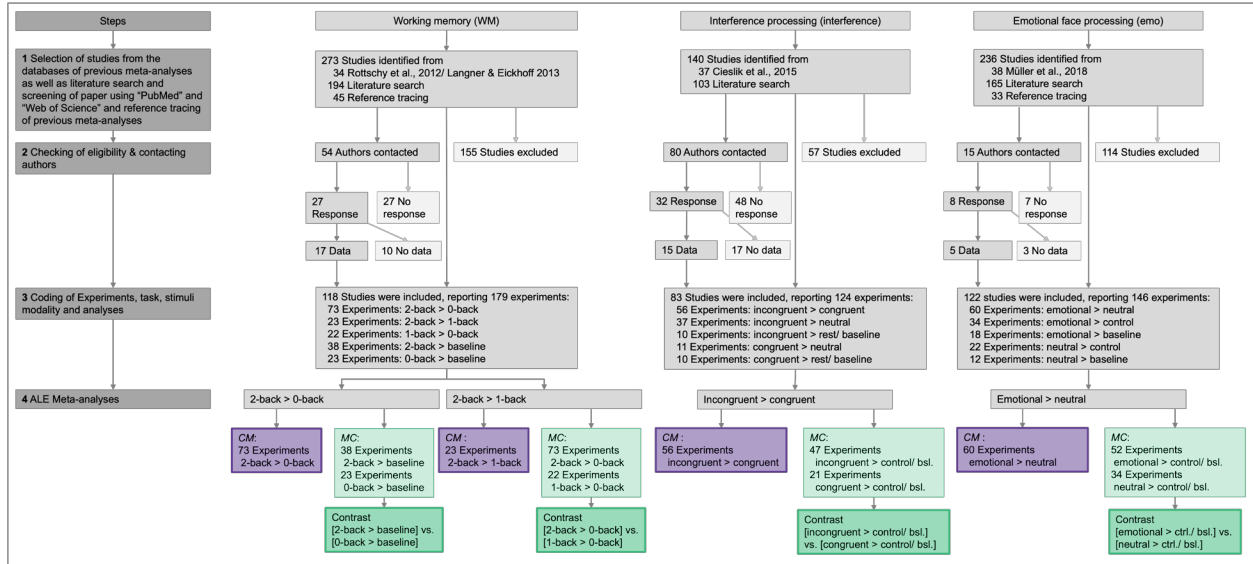 Steps
Working memory (WM)
Interference processing (interference)
Emotional face processing (emo)
1 Selection of studies from the
databases of previous meta-analyses
as well as literature search and
screening of paper using “PubMed” and
“Web of Science” and reference tracing
of previous meta-analyses
273 Studies identified from
34 Rottschy et al., 2012/ Langner & Eickhoff 2013
194 Literature search
45 Reference tracing
140 Studies identified from
37 Cieslik et al., 2015
103 Literature search
236 Studies identified from
38 Müller et al., 2018
165 Literature search
33 Reference tracing
2 Checking of eligibility & contacting
authors
54 Authors contacted
155 Studies excluded
80 Authors contacted
57 Studies excluded
15 Authors contacted
114 Studies excluded
27
Response
27 No
response
32 Response
48 No
response
8 Response
7 No
response
17 Data
10 No data
15 Data
17 No data
5 Data
3 No data
3 Coding of Experiments, task, stimuli
modality and analyses
118 Studies were included, reporting 179 experiments:
73 Experiments: 2-back > 0-back
23 Experiments: 2-back > 1-back
22 Experiments: 1-back > 0-back
38 Experiments: 2-back > baseline
23 Experiments: 0-back > baseline
83 Studies were included, reporting 124 experiments:
56 Experiments: incongruent > congruent
37 Experiments: incongruent > neutral
10 Experiments: incongruent > rest/ baseline
11 Experiments: congruent > neutral
10 Experiments: congruent > rest/ baseline
122 studies were included, reporting 146 experiments:
60 Experiments: emotional > neutral
34 Experiments: emotional > control
18 Experiments: emotional > baseline
22 Experiments: neutral > control
12 Experiments: neutral > baseline
4 ALE Meta-analyses
2-back > 0-back
2-back > 1-back
Incongruent > congruent
Emotional > neutral
CM:
73 Experiments
2-back > 0-back
MC:
38 Experiments
2-back > baseline
23 Experiments
0-back > baseline
CM :
23 Experiments
2-back > 1-back
MC:
73 Experiments
2-back > 0-back
22 Experiments
1-back > 0-back
CM :
56 Experiments
incongruent > congruent
MC:
47 Experiments
incongruent > control/ bsl.
21 Experiments
congruent > control/ bsl.
CM :
60 Experiments
emotional > neutral
MC:
52 Experiments
emotional > control/ bsl.
34 Experiments
neutral > control/ bsl.
Contrast
[2-back > baseline] vs.
[0-back > baseline]
Contrast
[2-back > 0-back] vs.
[1-back > 0-back]
Contrast
[incongruent > control/ bsl.]
vs. [congruent > control/ bsl.]
Contrast
[emotional > ctrl./ bsl.] vs.
[neutral > ctrl./ bsl.]